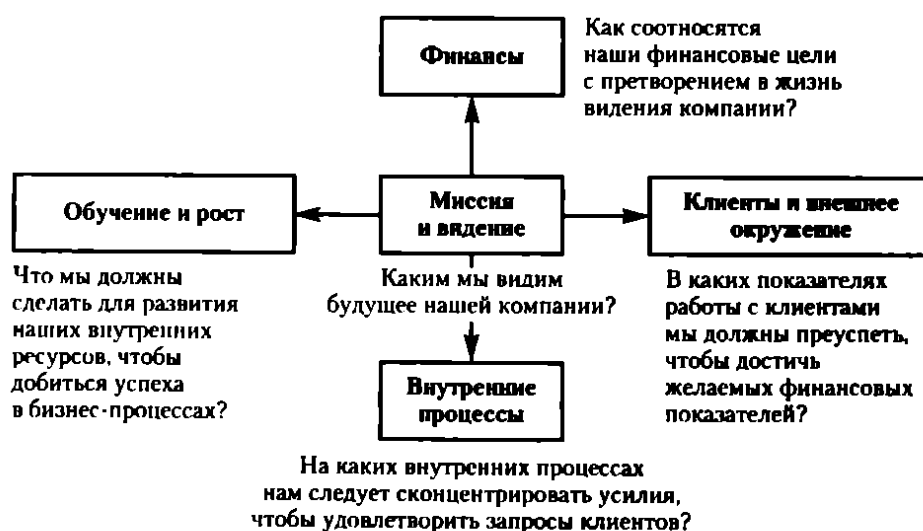 Финансы
Как соотносятся
наши финансовые цели
с претворением в жизнь
видения компании?
Обучение и рост
Миссия
и видение
Клиенты и внешнее
окружение
Что мы должны
сделать для развития
наших внутренних
ресурсов, чтобы
добиться успеха
в бизнес-процессах?
Каким мы видим
будущее нашей компании?
В каких показателях
работы с клиентами
мы должны преуспеть,
чтобы достичь
желаемых финансовых
показателей?
Внутренние
процессы
На каких внутренних процессах
нам следует сконцентрировать усилия,
чтобы удовлетворить запросы клиентов?